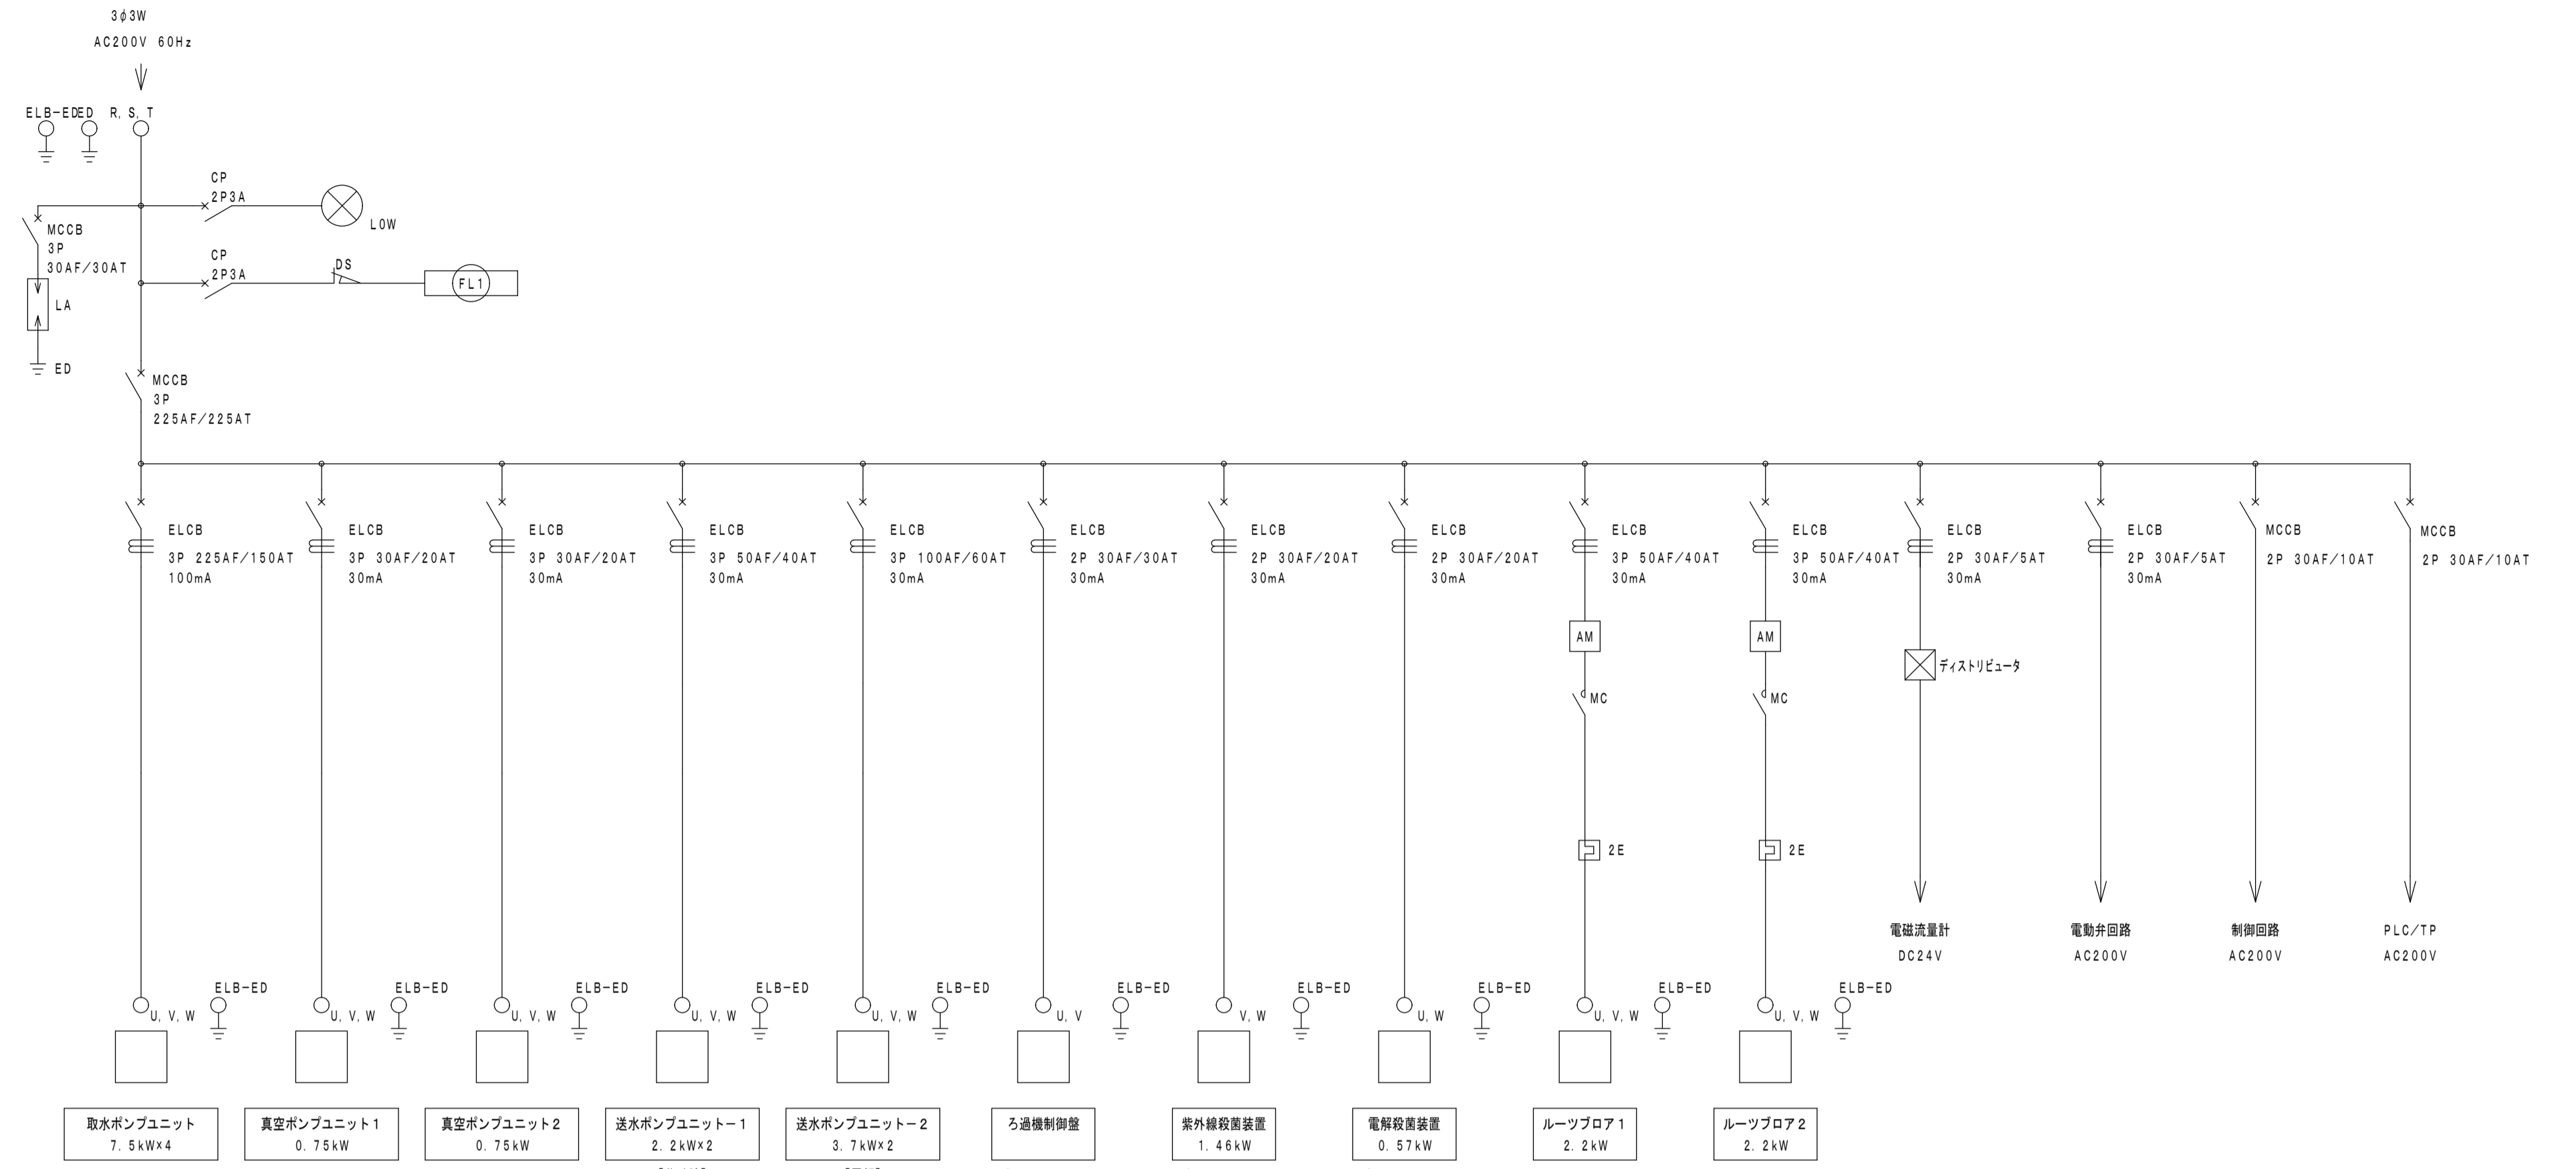 3φ3W
AC200V 60Hz
ELB-ED
ED
R, S, T
CP
2P3A
LOW
MCCB
3P
30AF/30AT
LA
ED
CP
2P3A
DS
FL1
MCCB
3P
225AF/225AT
ELCB
3P 225AF/150AT
100mA
ELCB
3P 30AF/20AT
30mA
ELCB
3P 30AF/20AT
30mA
ELCB
3P 50AF/40AT
30mA
ELCB
3P 100AF/60AT
30mA
ELCB
2P 30AF/30AT
30mA
ELCB
2P 30AF/20AT
30mA
ELCB
2P 30AF/20AT
30mA
ELCB
3P 50AF/40AT
30mA
ELCB
3P 50AF/40AT
30mA
ELCB
2P 30AF/5AT
30mA
ELCB
2P 30AF/5AT
30mA
MCCB
2P 30AF/10AT
MCCB
2P 30AF/10AT
AM
AM
ディストリビュータ
MC
MC
2E
2E
電磁流量計
DC24V
電動弁回路
AC200V
制御回路
AC200V
PLC/TP
AC200V
U, V, W
ELB-ED
U, V, W
ELB-ED
U, V, W
ELB-ED
U, V, W
ELB-ED
U, V, W
ELB-ED
U, V
ELB-ED
V, W
ELB-ED
U, W
ELB-ED
U, V, W
ELB-ED
U, V, W
ELB-ED
取水ポンプユニット
7.5kW×4
真空ポンプユニット1
0.75kW
真空ポンプユニット2
0.75kW
送水ポンプユニット－1
2.2kW×2
送水ポンプユニット－2
3.7kW×2
ろ過機制御盤
紫外線殺菌装置
1.46kW
電解殺菌装置
0.57kW
ルーツブロア1
2.2kW
ルーツブロア2
2.2kW